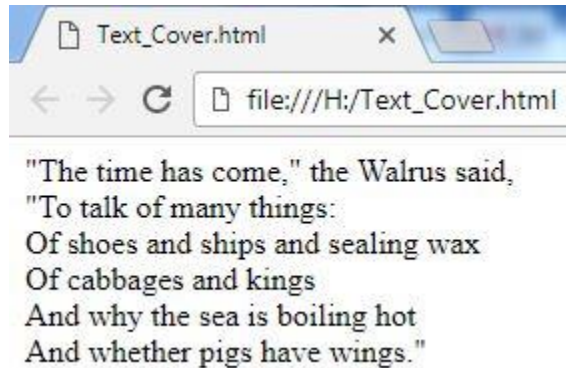 Text_Cover.html
file:///H:/Text_Cover.html
"The time has come," the Walrus said,
"To talk of many things:
Of shoes and ships and sealing wax
Of cabbages and kings
And why the sea is boiling hot
And whether pigs have wings."